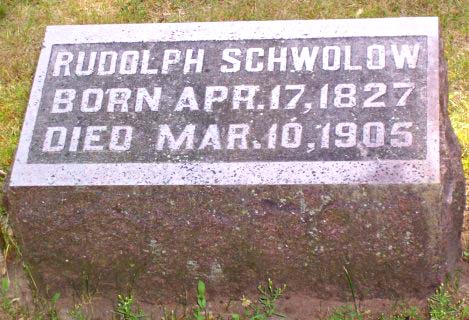 RUDOLPH SCHWOLOW
BORN APR. 17, 1827
DIED MAR. 10, 1905